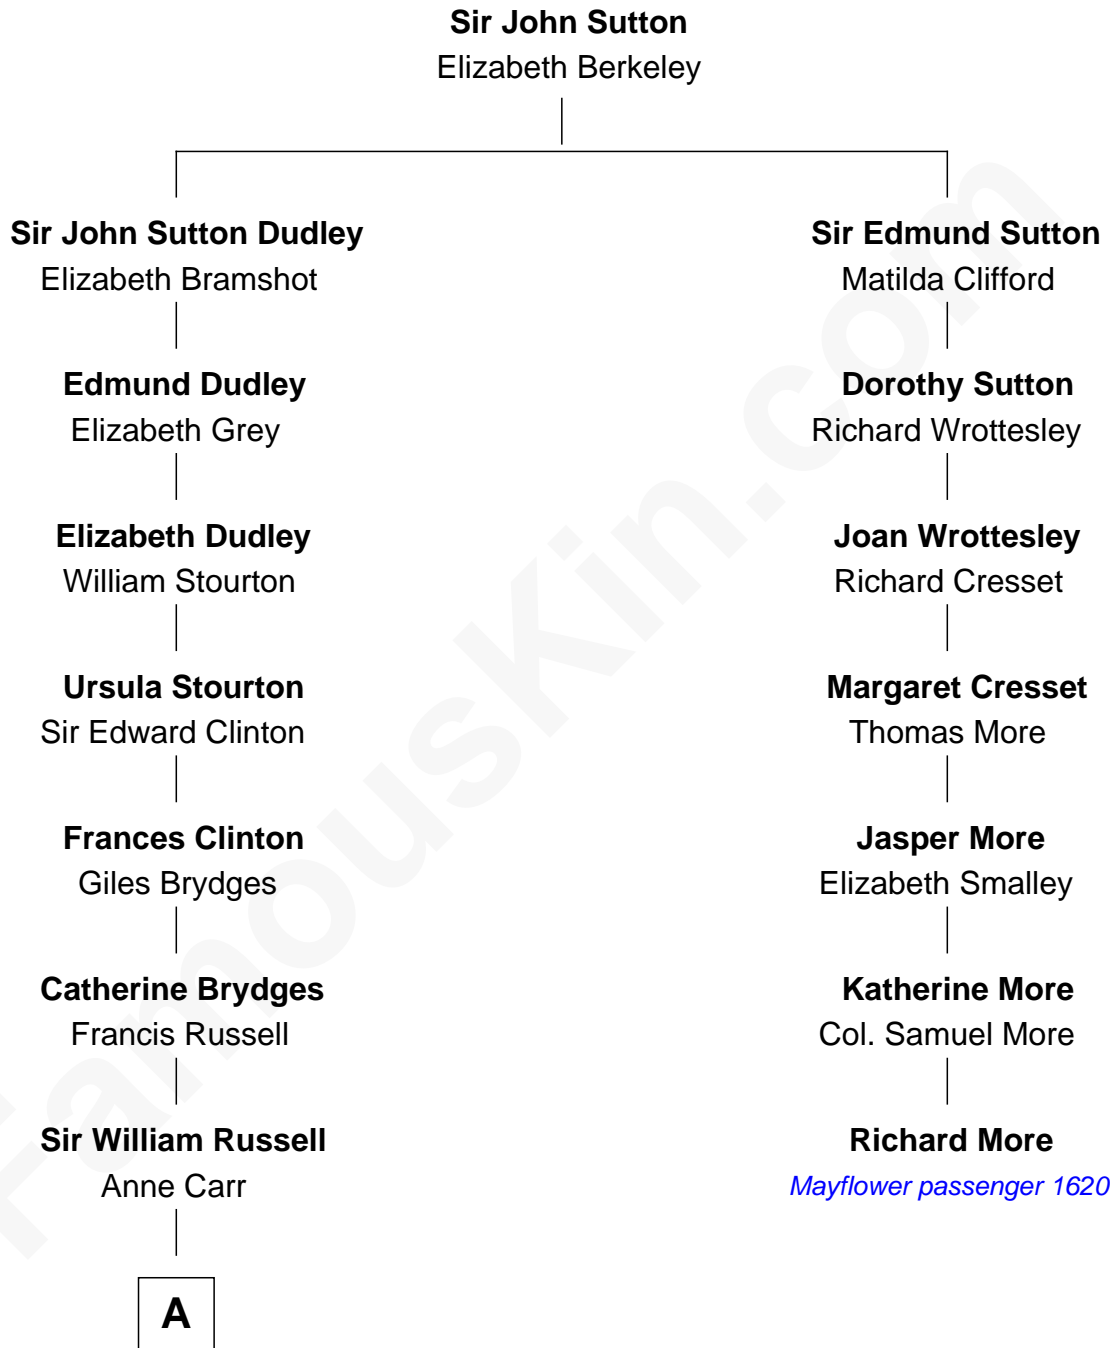 Sir John Sutton
Elizabeth Berkeley
Sir John Sutton Dudley
Elizabeth Bramshot
Edmund Dudley
Elizabeth Grey
Elizabeth Dudley
William Stourton
Ursula Stourton
Sir Edward Clinton
Frances Clinton
Giles Brydges
Catherine Brydges
Francis Russell
Sir William Russell
Anne Carr
A
Sir Edmund Sutton
Matilda Clifford
Dorothy Sutton
Richard Wrottesley
Joan Wrottesley
Richard Cresset
Margaret Cresset
Thomas More
Jasper More
Elizabeth Smalley
Katherine More
Col. Samuel More
Richard More
Mayflower passenger 1620
FamousKin.com